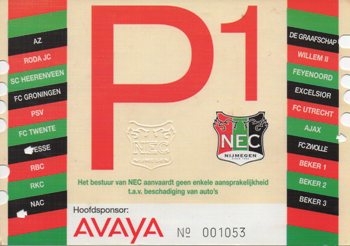 P1
AZ
RODA JC
SC HEERENVEEN
FC GRONINGEN
PSV
FC TWENTE
RBC
RKC
NAC
DE GRAAFSCHAP
WILLEM II
FEYENOORD
EXCELSIOR
FC UTRECHT
AJAX
FC ZWOLLE
BEKER 1
BEKER 2
BEKER 3
NEC
NEC
NIJMEGEN
Het bestuur van NEC aanvaardt geen enkele aansprakelijkheid
t.a.v. beschadiging van auto's
Hoofdsponsor:
AVAYA
Nº 001053